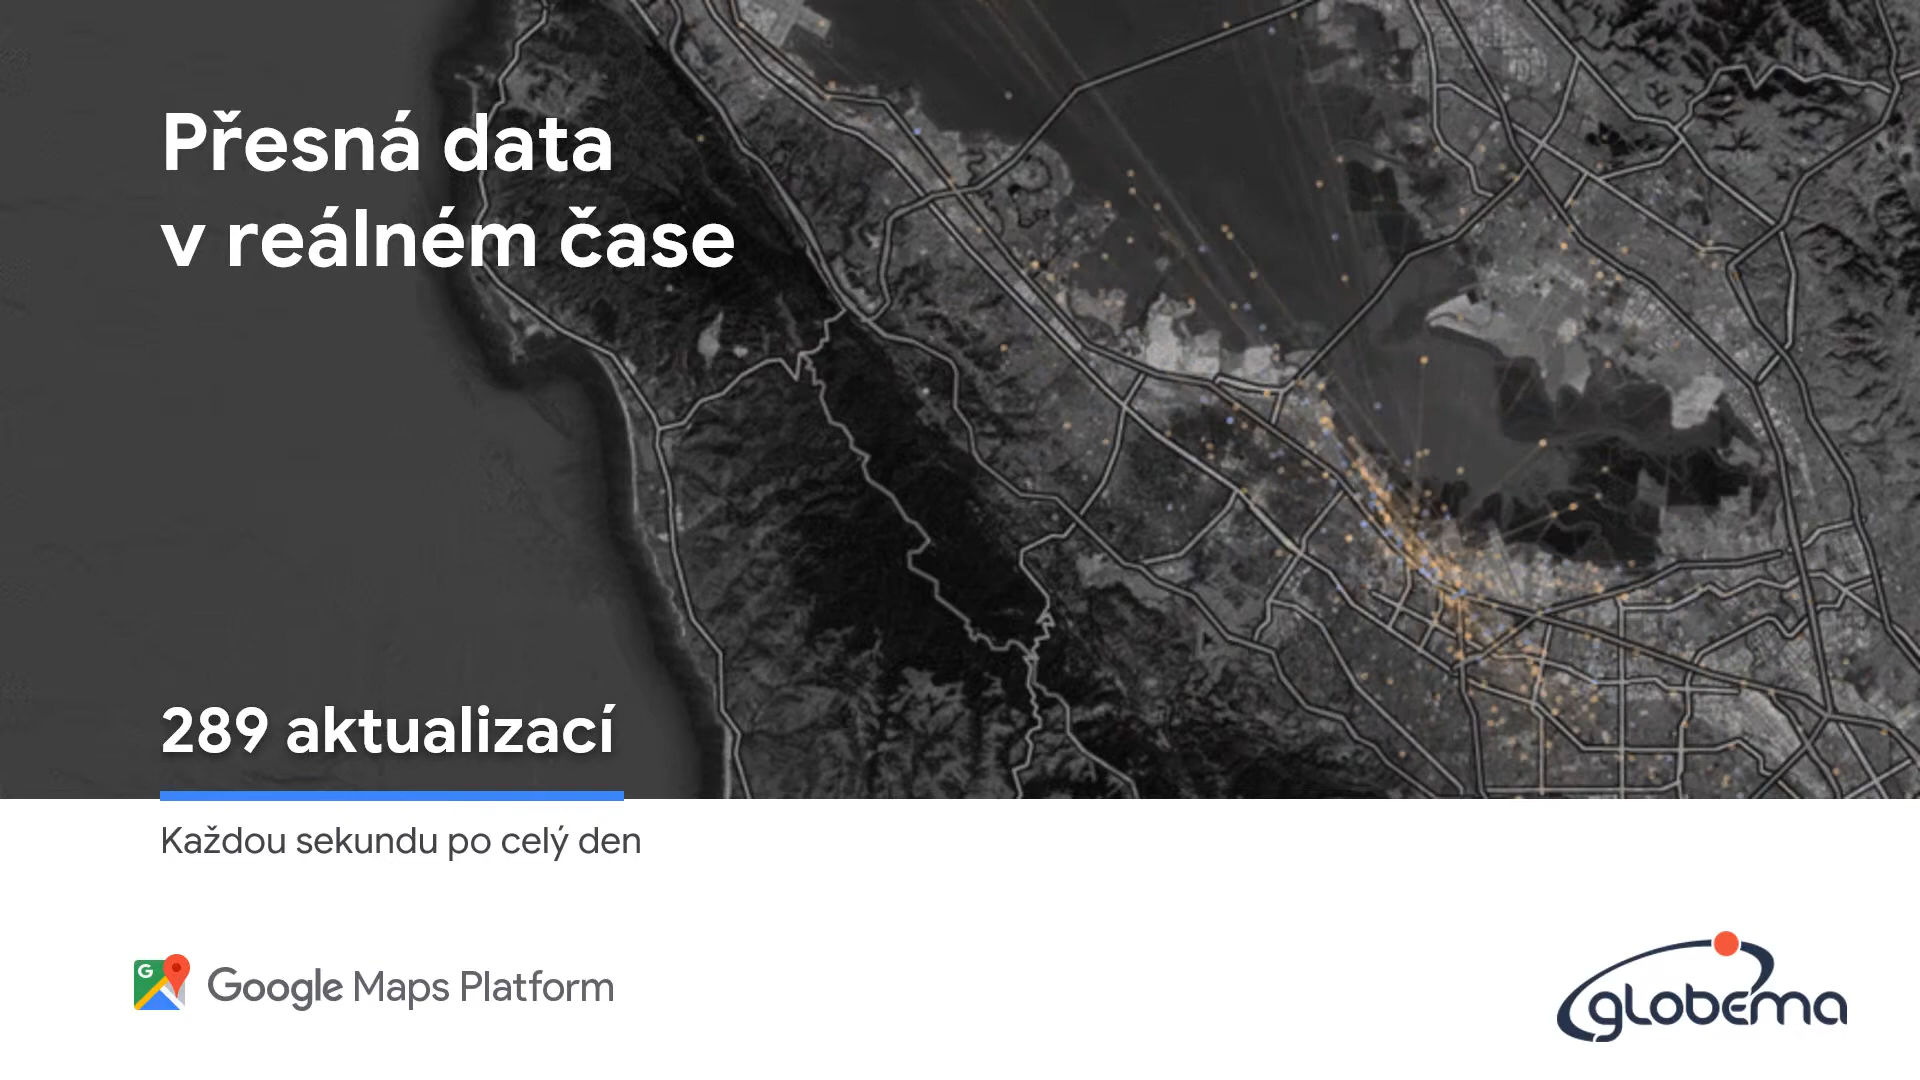 Přesná data
v reálném čase
289 aktualizací
Každou sekundu po celý den
G
Google Maps Platform
globema